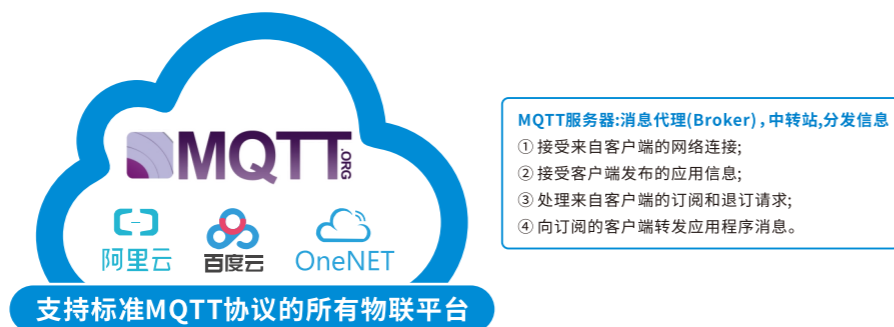 MQTT.ORG
阿里云
百度云
OneNET
支持标准MQTT协议的所有物联平台
MQTT服务器:消息代理(Broker),中转站,分发信息
① 接受来自客户端的网络连接;
② 接受客户端发布的应用信息;
③ 处理来自客户端的订阅和退订请求;
④ 向订阅的客户端转发应用程序消息。